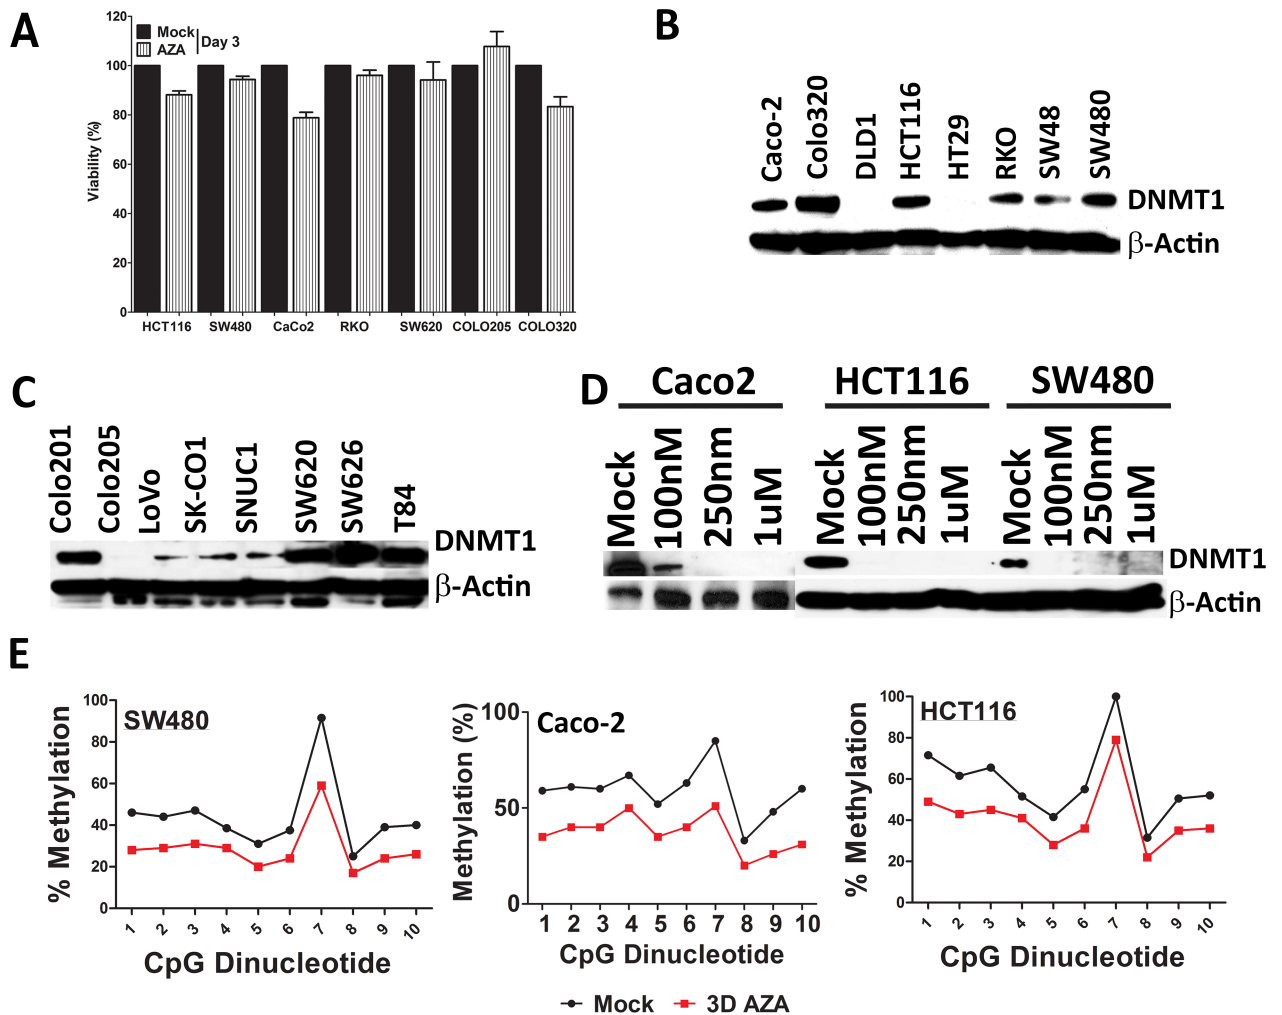 A
120
100
80
60
40
20
0
Viability (%)
Mock
AZA
Day 3
HCT116 SW480 CaCo2 RKO SW620 COLO205 COLO320
B
Caco-2 Colo320 DLD1 HCT116 HT29 RKO SW48 SW480
DNMT1
β-Actin
C
Colo201 Colo205 LoVo SK-CO1 SNUC1 SW620 SW626 T84
DNMT1
β-Actin
D
Caco2 HCT116 SW480
Mock 100nM 250nm 1uM Mock 100nM 250nm 1uM Mock 100nM 250nm 1uM
DNMT1
β-Actin
E
SW480
% Methylation
100
80
60
40
20
0
1 2 3 4 5 6 7 8 9 10
CpG Dinucleotide
Caco-2
Methylation (%)
100
50
0
1 2 3 4 5 6 7 8 9 10
CpG Dinucleotide
HCT116
% Methylation
100
80
60
40
20
0
1 2 3 4 5 6 7 8 9 10
CpG Dinucleotide
Mock 3D AZA